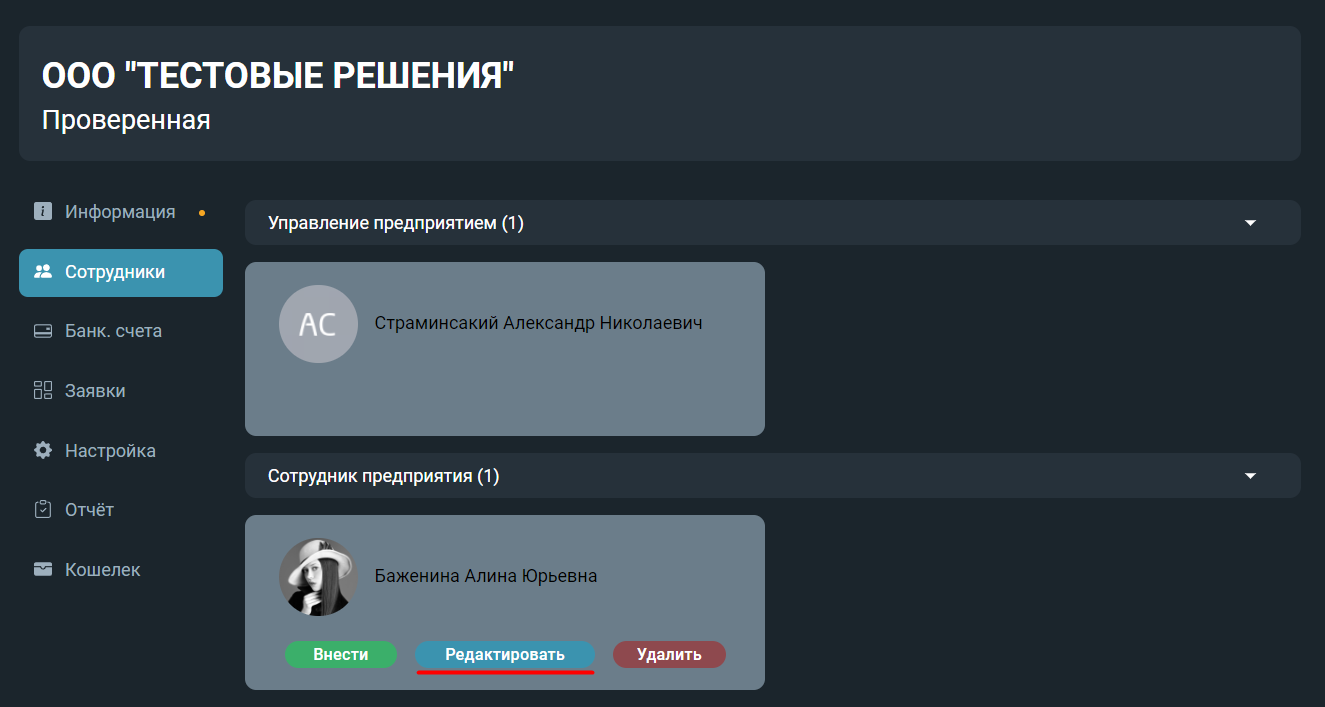 ООО "ТЕСТОВЫЕ РЕШЕНИЯ"
Проверенная
Информация
Сотрудники
Банк. счета
Заявки
Настройка
Отчёт
Кошелек
Управление предприятием (1)
АС
Страминсакий Александр Николаевич
Сотрудник предприятия (1)
Баженина Алина Юрьевна
Внести
Редактировать
Удалить